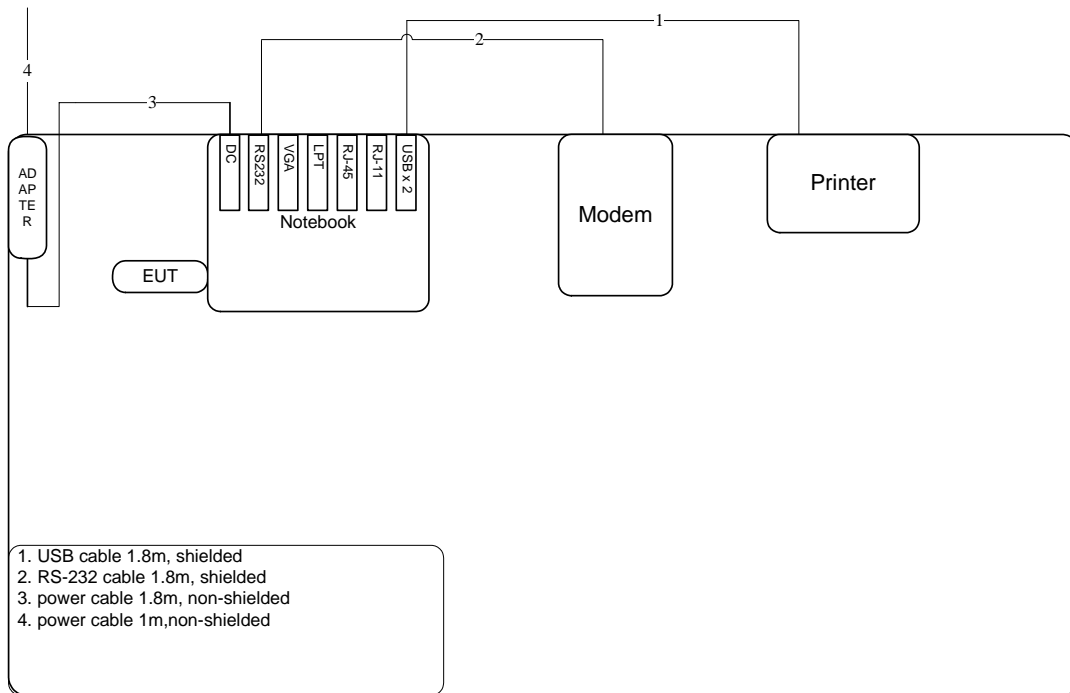 1
2
4
3
AD
AP
TE
R
DC
RS232
VGA
LPT
RJ-45
RJ-11
USB x 2
Notebook
EUT
Modem
Printer
1. USB cable 1.8m, shielded
2. RS-232 cable 1.8m, shielded
3. power cable 1.8m, non-shielded
4. power cable 1m,non-shielded